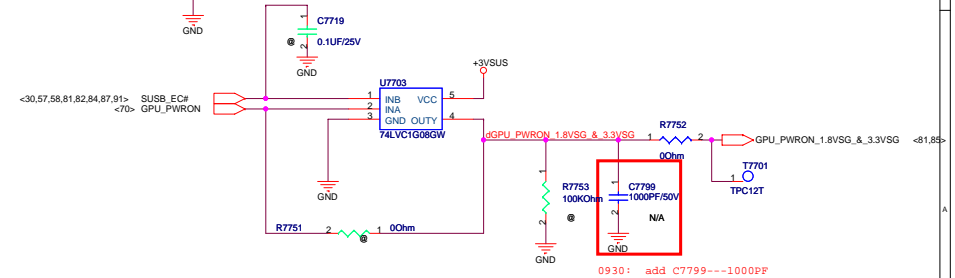 GND
1
C7719
@
2
0.1UF/25V
GND
+3VSUS
U7703
<30,57,58,81,82,84,87,91> SUSB_EC# 1 INB VCC 5
<70> GPU_PWRON 2 INA
3 GND OUTY 4
74LVC1G08GW
dGPU_PWRON_1.8VSG_&_3.3VSG
R7752
1 2
0Ohm
GPU_PWRON_1.8VSG_&_3.3VSG <81,85>
T7701
1
TPC12T
GND
1
R7753
100KOhm
@
2
GND
1
C7799
1000PF/50V
2
N/A
GND
R7751 2 1 0Ohm
@
A
0930: add C7799---1000PF